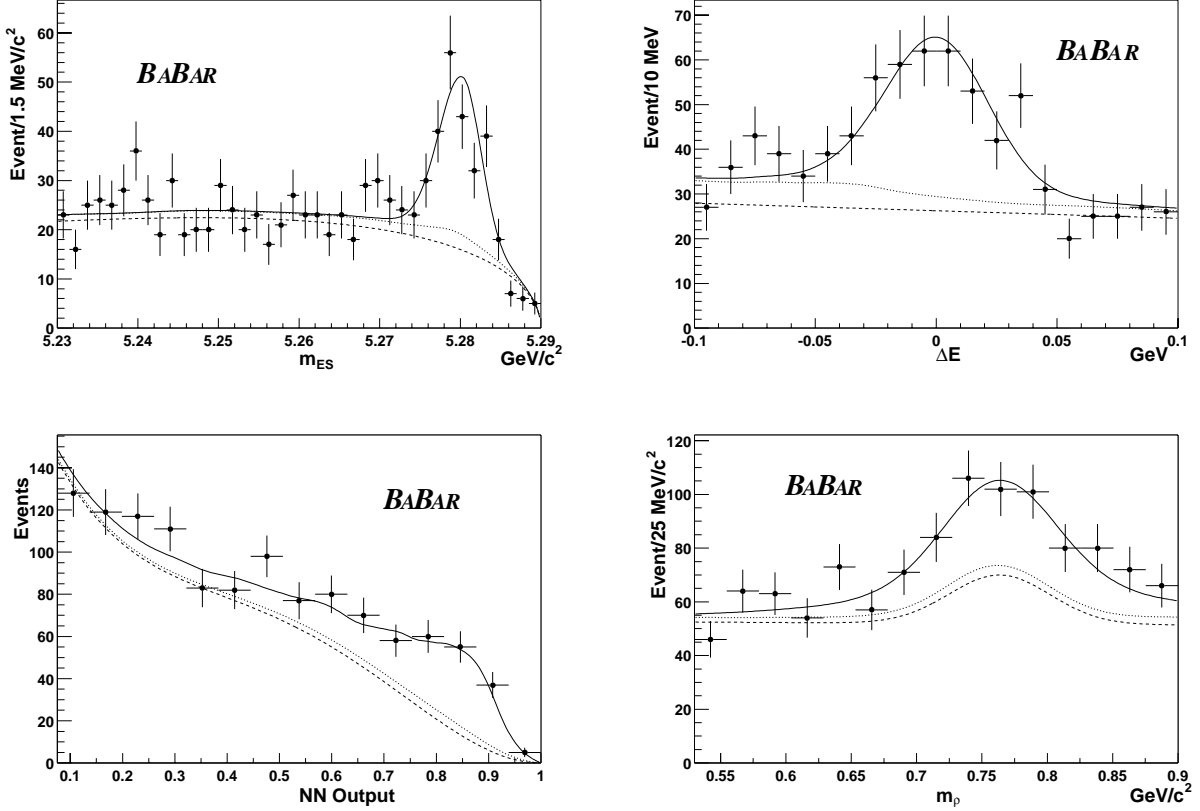 Event/1.5 MeV/c²
60
50
40
30
20
10
0
BABAR
5.23 5.24 5.25 5.26 5.27 5.28 5.29
mES GeV/c²
Event/10 MeV
70
60
50
40
30
20
10
0
BABAR
-0.1 -0.05 0 0.05 0.1
ΔE GeV
Events
140
120
100
80
60
40
20
0
BABAR
0.1 0.2 0.3 0.4 0.5 0.6 0.7 0.8 0.9 1
NN Output
Event/25 MeV/c²
120
100
80
60
40
20
0
BABAR
0.55 0.6 0.65 0.7 0.75 0.8 0.85 0.9
mρ GeV/c²